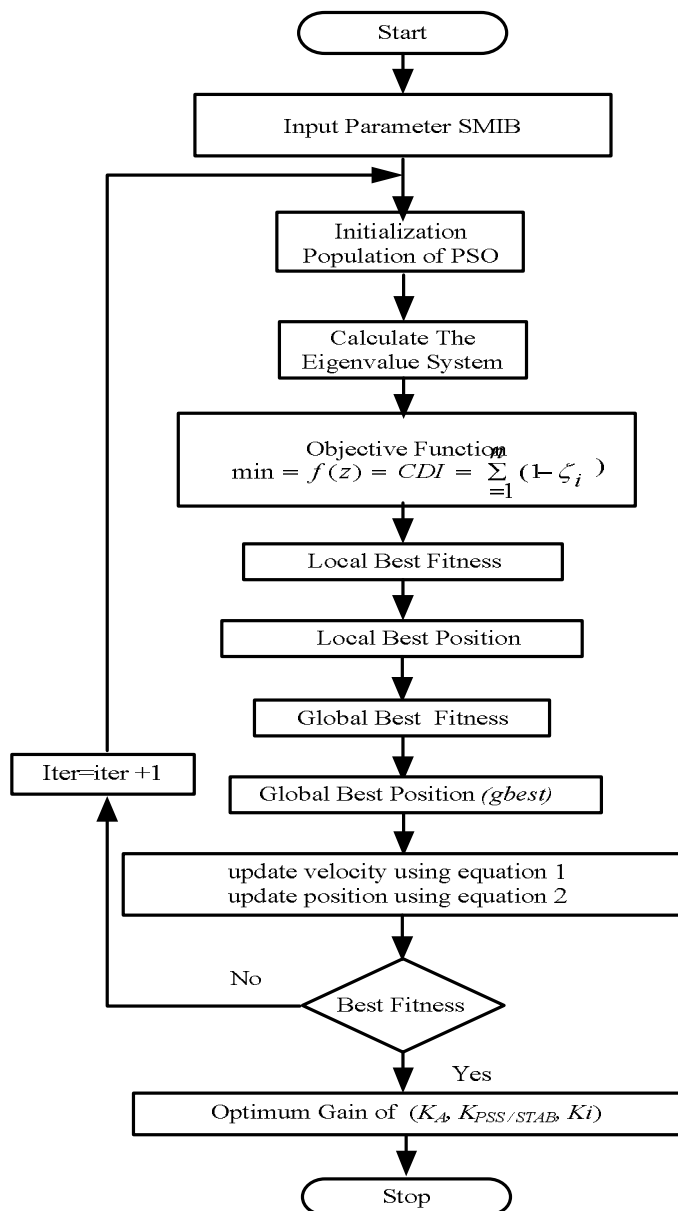 Start
Input Parameter SMIB
Initialization
Population of PSO
Calculate The
Eigenvalue System
Objective Function
min = f(z) = CDI = ∑ =1 (1- ζi )
Local Best Fitness
Local Best Position
Global Best Fitness
Iter=iter +1
Global Best Position (gbest)
update velocity using equation 1
update position using equation 2
No
Best Fitness
Yes
Optimum Gain of (KA, KPSS/STAB, Ki)
Stop